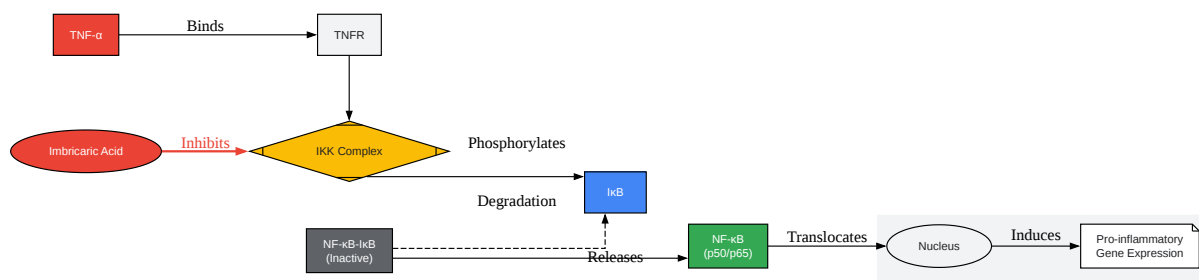 TNF-α
Binds
TNFR
Imbricaric Acid
Inhibits
IKK Complex
Phosphorylates
IκB
Degradation
NF-κB-IκB
(Inactive)
Releases
NF-κB
(p50/p65)
Translocates
Nucleus
Induces
Pro-inflammatory
Gene Expression